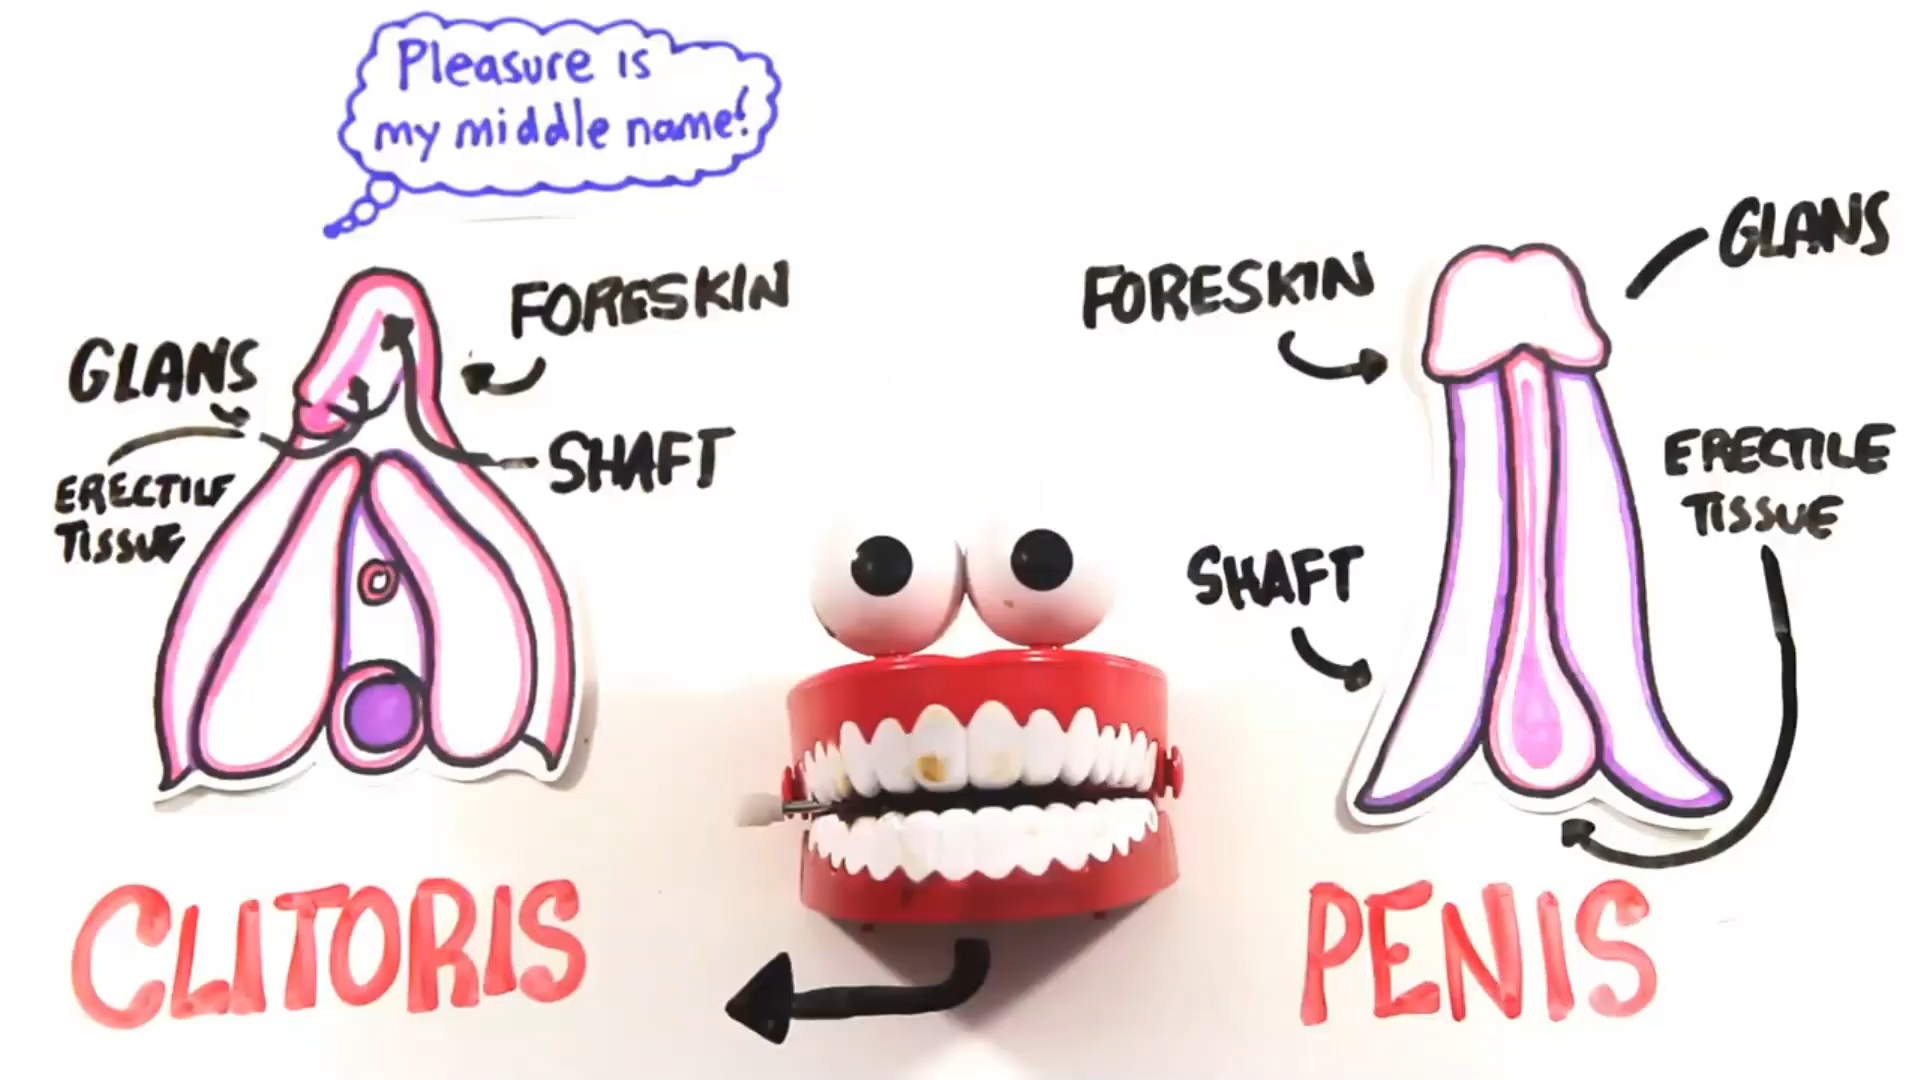 Pleasure is
my middle name!
GLANS
FORESKIN
ERECTILE
TISSUE
SHAFT
CLITORIS
FORESKIN
GLANS
ERECTILE
TISSUE
SHAFT
PENIS